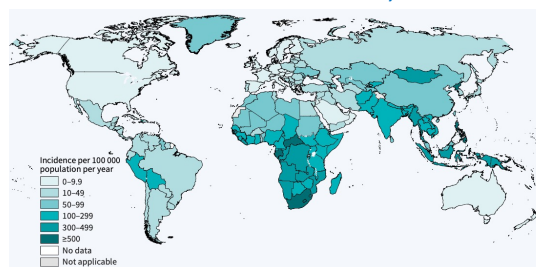 Incidence per 100 000
population per year
0–9.9
10–49
50–99
100–299
300–499
≥500
No data
Not applicable